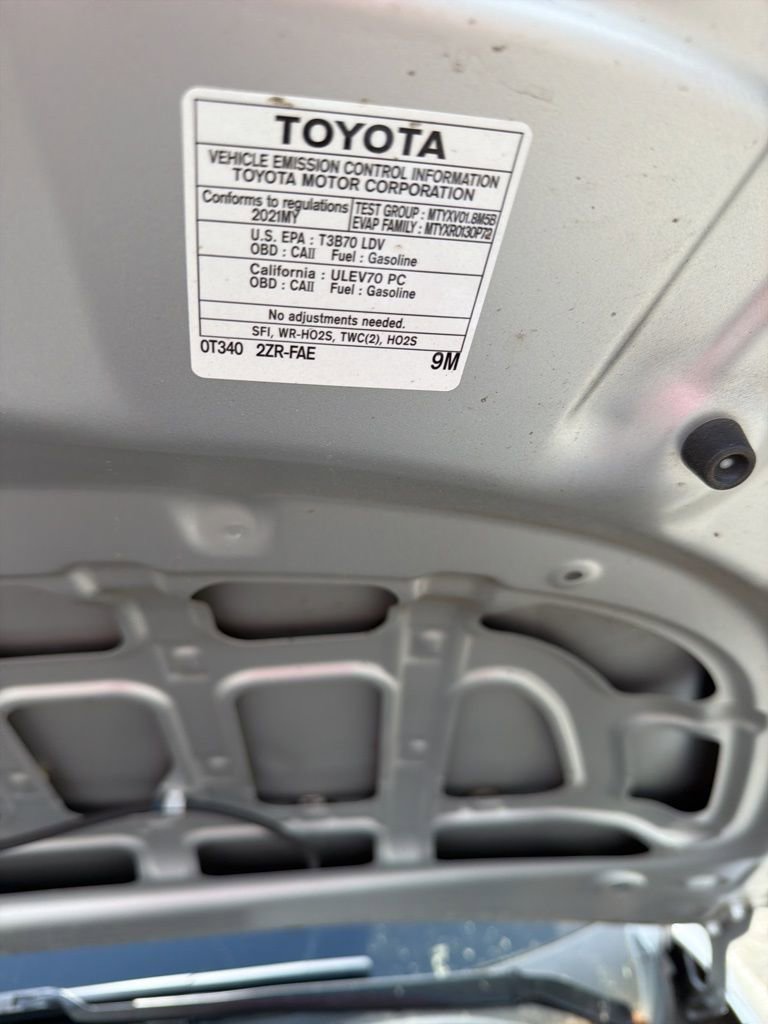 TOYOTA
VEHICLE EMISSION CONTROL INFORMATION
TOYOTA MOTOR CORPORATION
Conforms to regulations
2021MY
TEST GROUP : MTYXV01.8M5B
EVAP FAMILY : MTYXR0130P72
U.S. EPA : T3B70 LDV
OBD : CAII Fuel : Gasoline
California : ULEV70 PC
OBD : CAII Fuel : Gasoline
No adjustments needed.
SFI, WR-HO2S, TWC(2), HO2S
0T340 2ZR-FAE 9M